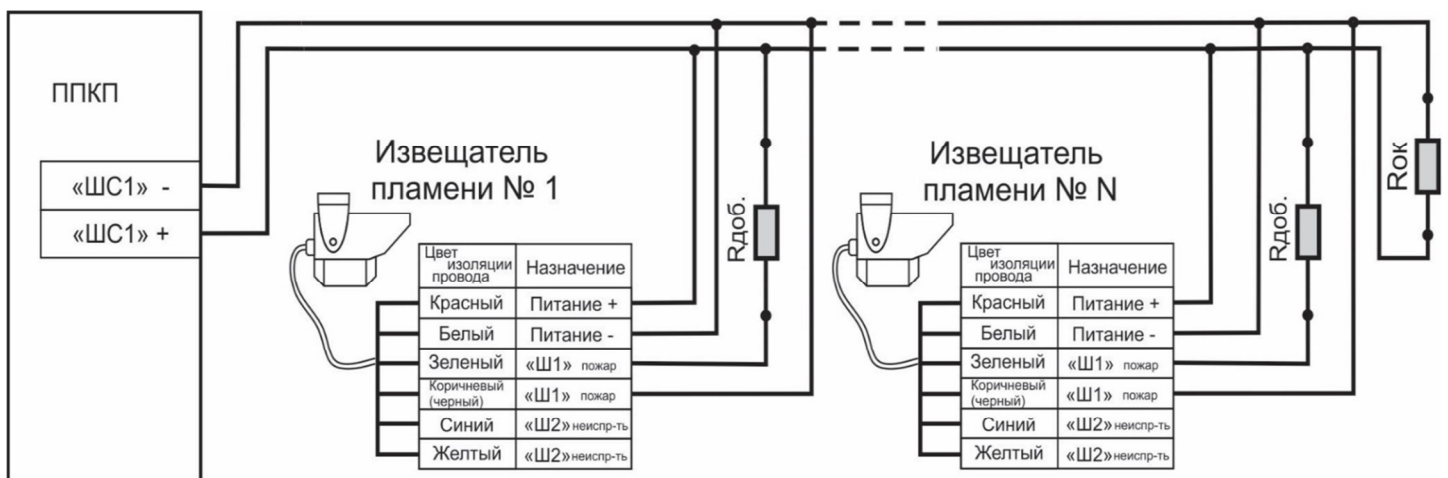 ППКП
«ШС1» -
«ШС1» +
Извещатель
пламени № 1
Цвет
изоляции
провода
Назначение
Красный
Питание +
Белый
Питание -
Зеленый
«Ш1» пожар
Коричневый
(черный)
«Ш1» пожар
Синий
«Ш2» неиспр-ть
Желтый
«Ш2» неиспр-ть
Rдоб.
Извещатель
пламени № N
Цвет
изоляции
провода
Назначение
Красный
Питание +
Белый
Питание -
Зеленый
«Ш1» пожар
Коричневый
(черный)
«Ш1» пожар
Синий
«Ш2» неиспр-ть
Желтый
«Ш2» неиспр-ть
Rдоб.
Rок